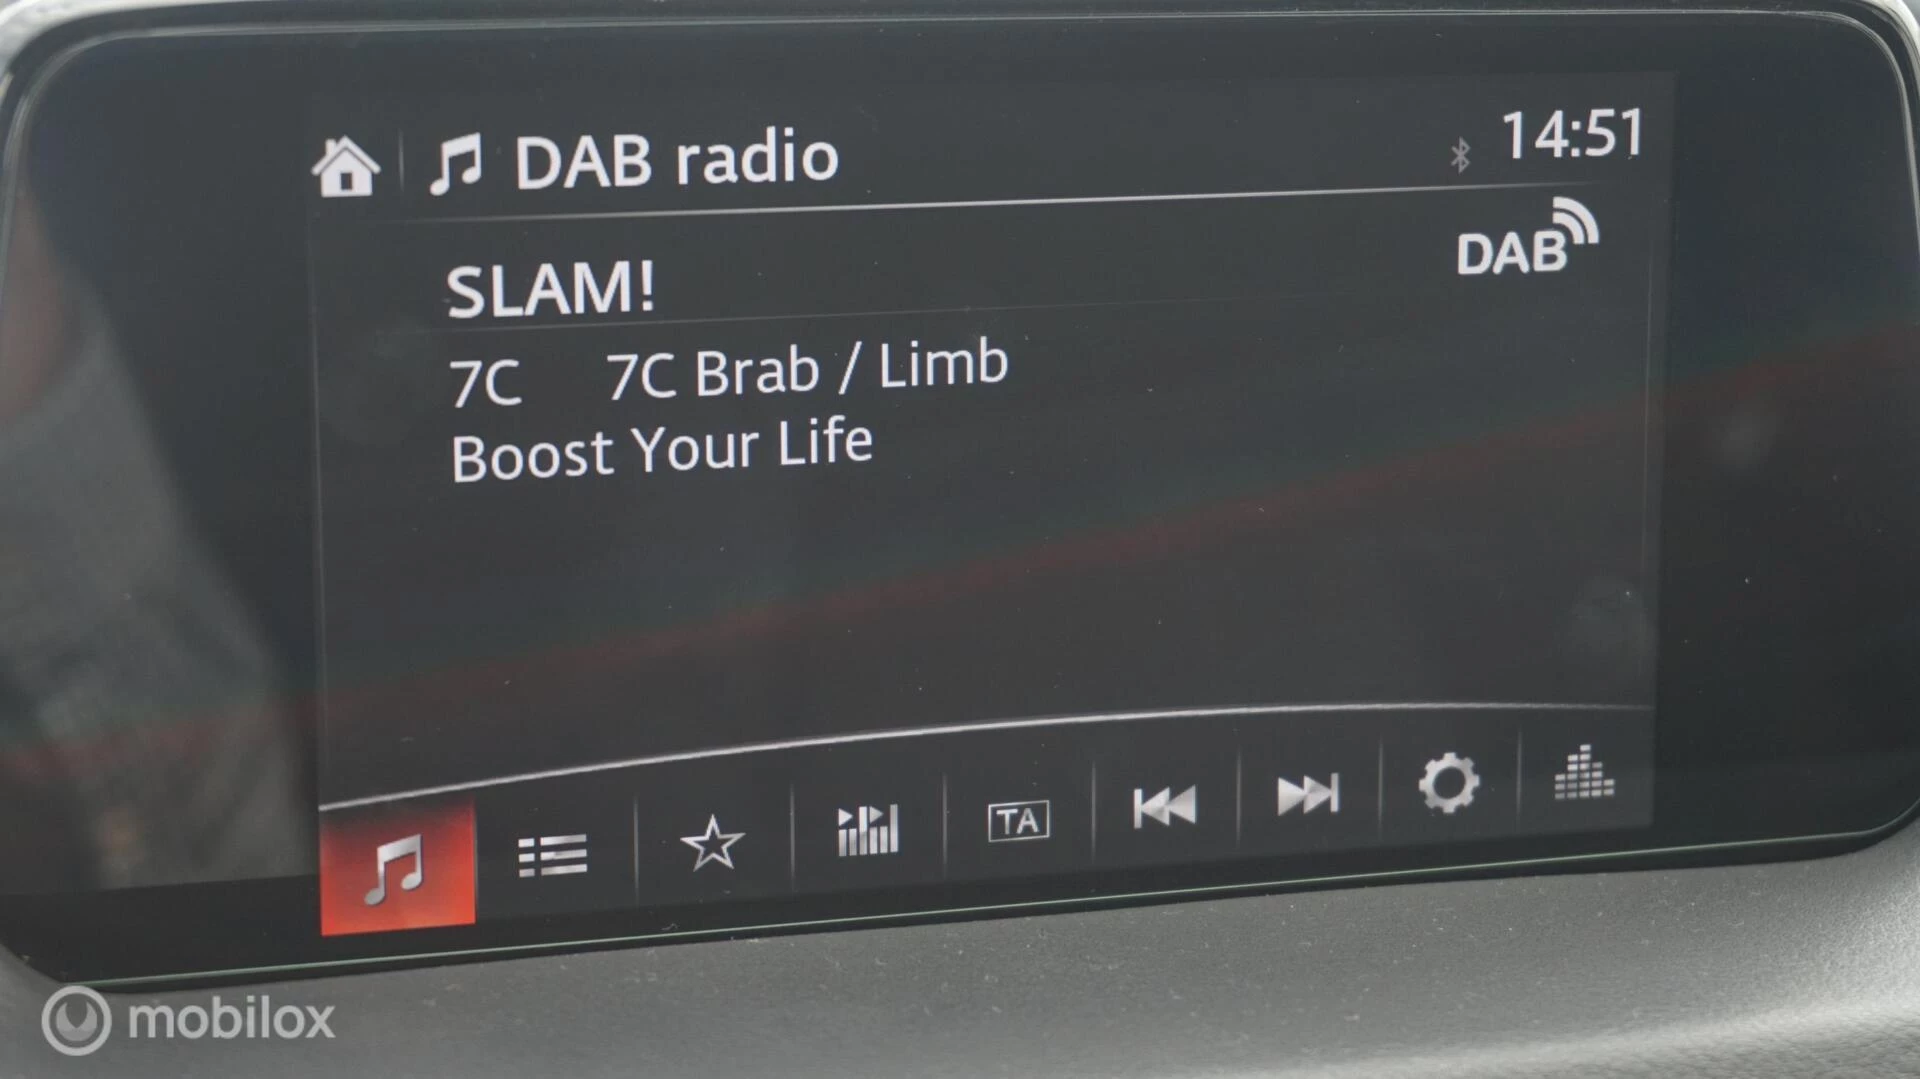 DAB radio
14:51
DAB
SLAM!
7C 7C Brab / Limb
Boost Your Life
TA
mobilox